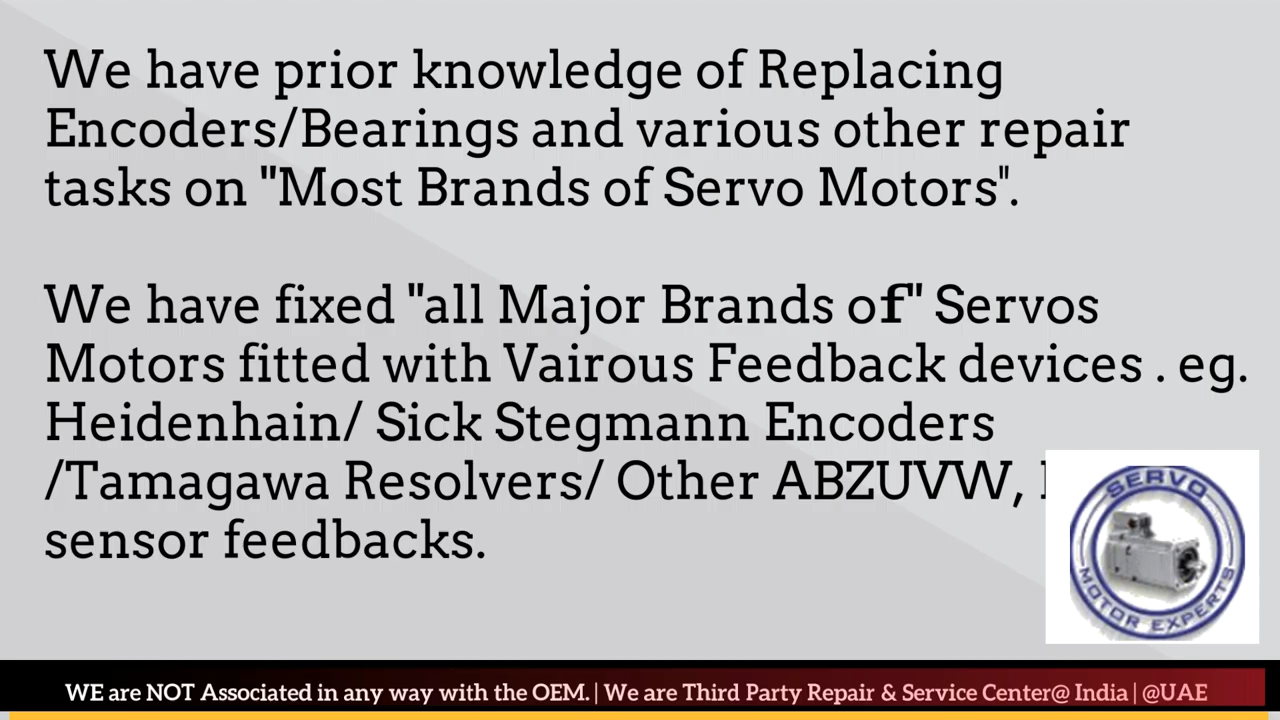 We have prior knowledge of Replacing
Encoders/Bearings and various other repair
tasks on "Most Brands of Servo Motors".
We have fixed "all Major Brands of" Servos
Motors fitted with Vairous Feedback devices . eg.
Heidenhain/ Sick Stegmann Encoders
/Tamagawa Resolvers/ Other ABZUVW,
sensor feedbacks.
SERVO
MOTOR EXPERTS
WE are NOT Associated in any way with the OEM. | We are Third Party Repair & Service Center@ India | @UAE